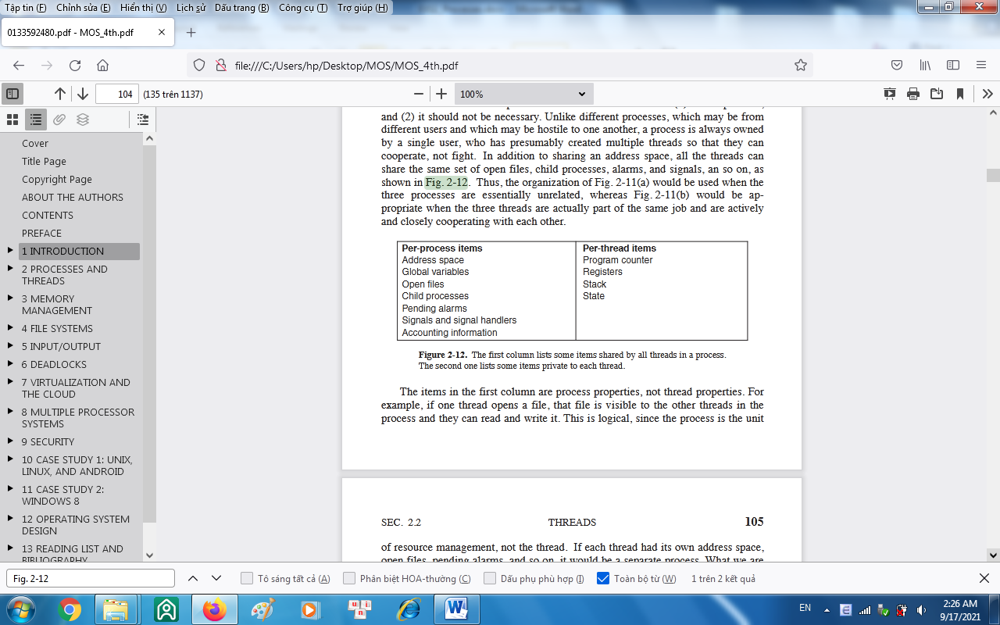 Tập tin (F) Chỉnh sửa (E) Hiển thị (V) Lịch sử Dấu trang (B) Công cụ (T) Trợ giúp (H)
0133592480.pdf - MOS_4th.pdf
file:///C:/Users/hp/Desktop/MOS/MOS_4th.pdf
104 (135 trên 1137)
100%
Cover
Title Page
Copyright Page
ABOUT THE AUTHORS
CONTENTS
PREFACE
1 INTRODUCTION
2 PROCESSES AND
THREADS
3 MEMORY
MANAGEMENT
4 FILE SYSTEMS
5 INPUT/OUTPUT
6 DEADLOCKS
7 VIRTUALIZATION AND
THE CLOUD
8 MULTIPLE PROCESSOR
SYSTEMS
9 SECURITY
10 CASE STUDY 1: UNIX,
LINUX, AND ANDROID
11 CASE STUDY 2:
WINDOWS 8
12 OPERATING SYSTEM
DESIGN
13 READING LIST AND
BIBLIOGRAPHY
and (2) it should not be necessary. Unlike different processes, which may be from
different users and which may be hostile to one another, a process is always owned
by a single user, who has presumably created multiple threads so that they can
cooperate, not fight. In addition to sharing an address space, all the threads can
share the same set of open files, child processes, alarms, and signals, an so on, as
shown in Fig. 2-12. Thus, the organization of Fig. 2-11(a) would be used when the
three processes are essentially unrelated, whereas Fig. 2-11(b) would be ap-
propriate when the three threads are actually part of the same job and are actively
and closely cooperating with each other.
Per-process items
Address space
Global variables
Open files
Child processes
Pending alarms
Signals and signal handlers
Accounting information
Per-thread items
Program counter
Registers
Stack
State
Figure 2-12. The first column lists some items shared by all threads in a process.
The second one lists some items private to each thread.
The items in the first column are process properties, not thread properties. For
example, if one thread opens a file, that file is visible to the other threads in the
process and they can read and write it. This is logical, since the process is the unit
SEC. 2.2 THREADS 105
of resource management, not the thread. If each thread had its own address space,
open files, pending alarms, and so on, it would be a separate process. What we are
Fig. 2-12 Tô sáng tất cả (A) Phân biệt HOA-thường (C) Dấu phụ phù hợp (I) Toàn bộ từ (W) 1 trên 2 kết quả
EN
2:26 AM
9/17/2021